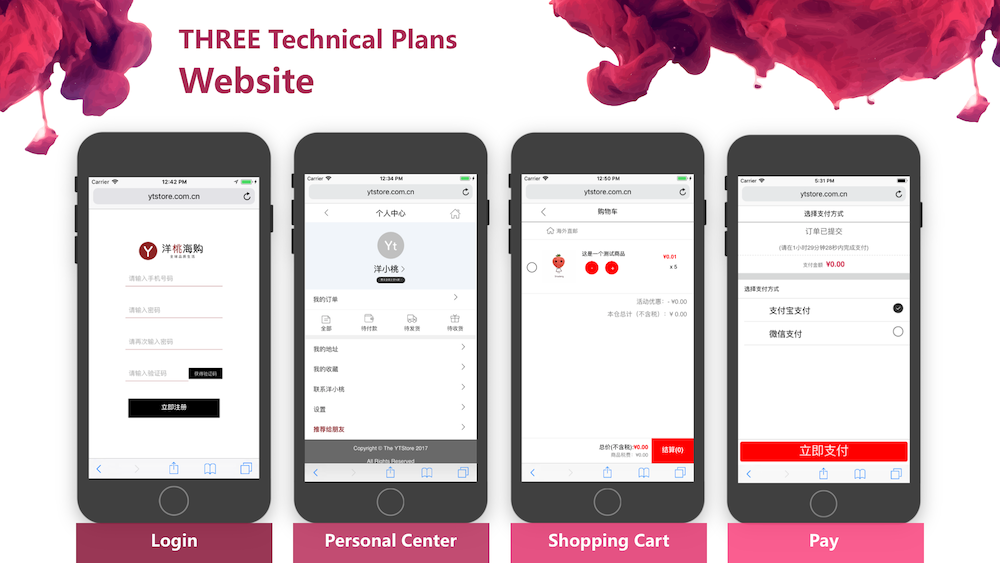 THREE Technical Plans
Website
Carrier 12:42 PM
ytstore.com.cn
Y 洋桃海购
全球品质生活
请输入手机号码
请输入密码
请再次输入密码
请输入验证码 获得验证码
立即注册
Login
Carrier 12:34 PM
ytstore.com.cn
个人中心
Yt
洋小桃
我的订单
全部 待付款 待发货 待收货
我的地址
我的收藏
联系洋小桃
设置
推荐给朋友
Copyright © The YTStore 2017
All Rights Reserved
Personal Center
Carrier 12:50 PM
ytstore.com.cn
购物车
海外直邮
这是一个测试商品 ¥0.01
x 5
活动优惠: - ¥0.00
本仓总计（不含税）: ¥ 0.00
总价(不含税):¥0.00
商品税费: ¥0.00
结算(0)
Shopping Cart
Carrier 5:31 PM
ytstore.com.cn
选择支付方式
订单已提交
(请在1小时29分钟28秒内完成支付)
支付金额 ¥0.00
选择支付方式
支付宝支付
微信支付
立即支付
Pay